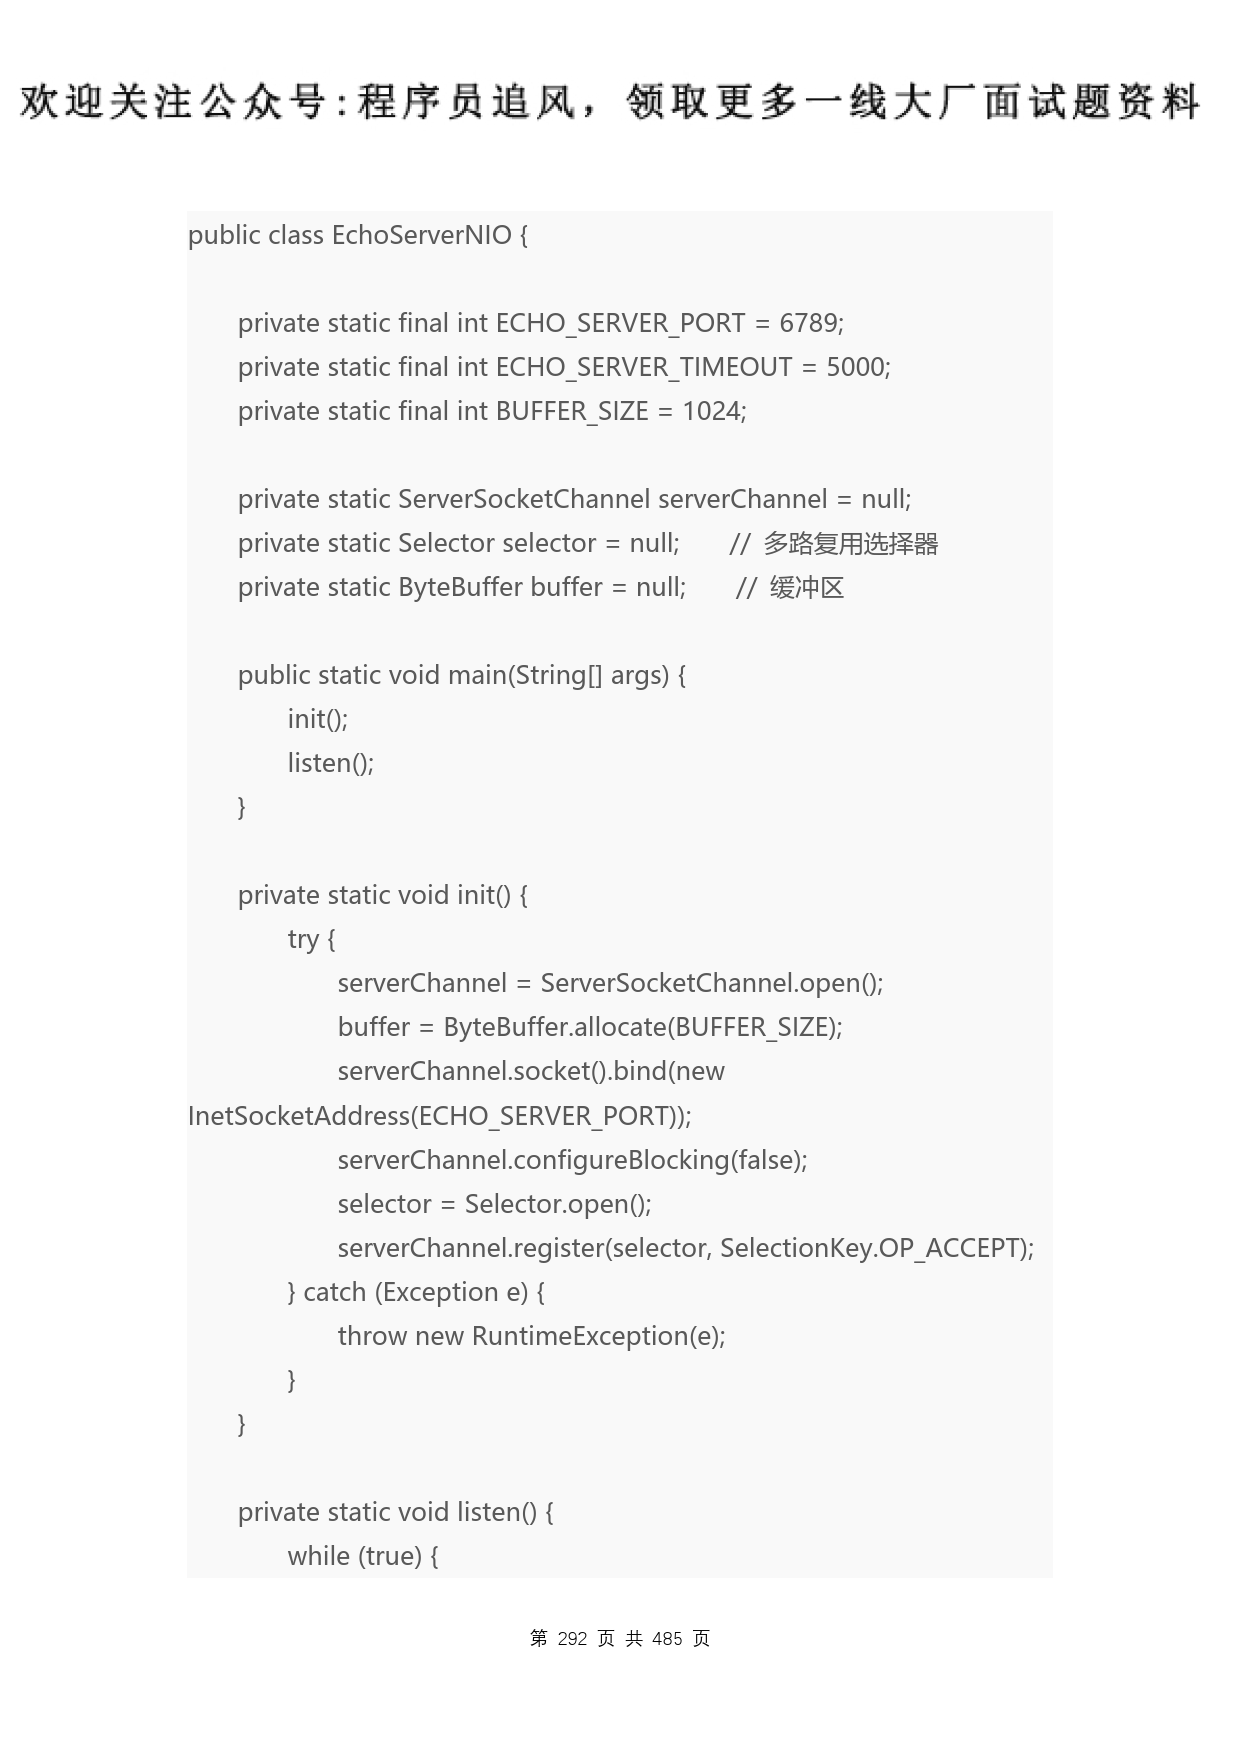 欢迎关注公众号:程序员追风，领取更多一线大厂面试题资料
public class EchoServerNIO {
private static final int ECHO_SERVER_PORT = 6789;
private static final int ECHO_SERVER_TIMEOUT = 5000;
private static final int BUFFER_SIZE = 1024;
private static ServerSocketChannel serverChannel = null;
private static Selector selector = null; // 多路复用选择器
private static ByteBuffer buffer = null; // 缓冲区
public static void main(String[] args) {
init();
listen();
}
private static void init() {
try {
serverChannel = ServerSocketChannel.open();
buffer = ByteBuffer.allocate(BUFFER_SIZE);
serverChannel.socket().bind(new
InetSocketAddress(ECHO_SERVER_PORT));
serverChannel.configureBlocking(false);
selector = Selector.open();
serverChannel.register(selector, SelectionKey.OP_ACCEPT);
} catch (Exception e) {
throw new RuntimeException(e);
}
}
private static void listen() {
while (true) {
第 292 页 共 485 页